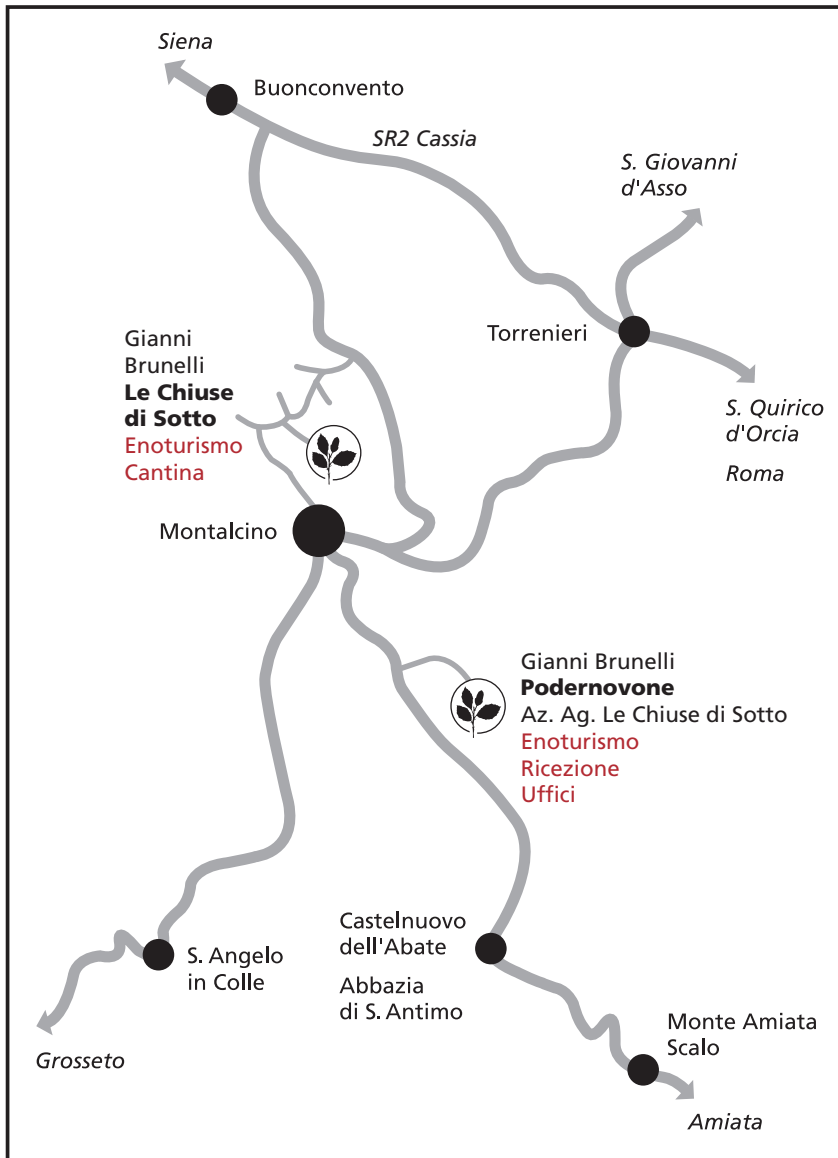 Siena
Buonconvento
SR2 Cassia
S. Giovanni
d'Asso
Torrenieri
S. Quirico
d'Orcia
Roma
Gianni
Brunelli
Le Chiuse
di Sotto
Enoturismo
Cantina
Montalcino
Gianni Brunelli
Podernovone
Az. Ag. Le Chiuse di Sotto
Enoturismo
Ricezione
Uffici
Castelnuovo
dell'Abate
Abbazia
di S. Antimo
S. Angelo
in Colle
Grosseto
Monte Amiata
Scalo
Amiata